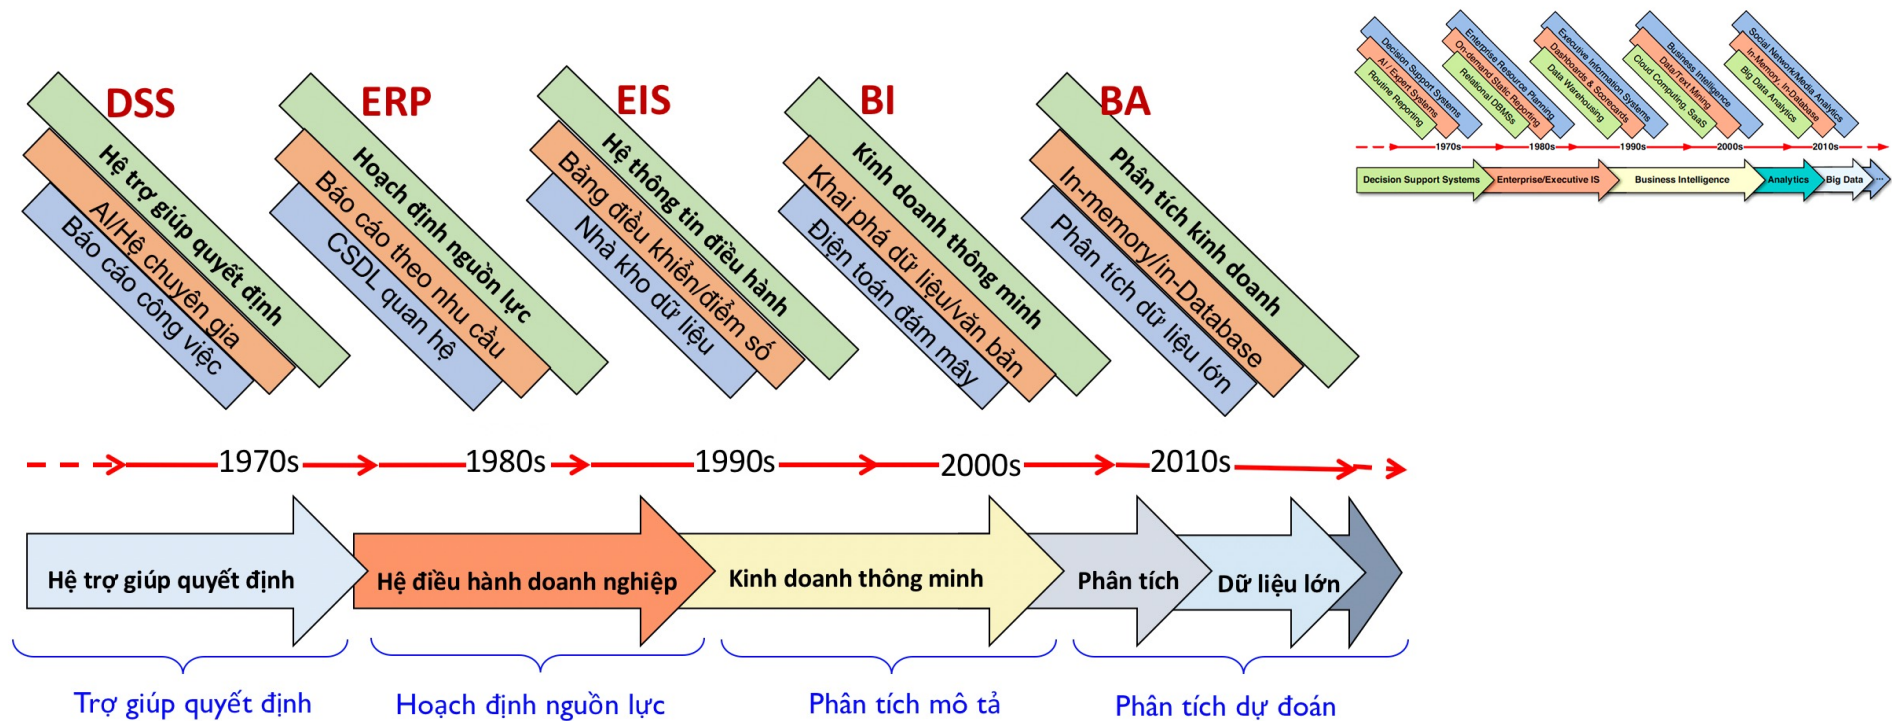 DSS
Hệ trợ giúp quyết định
AI/Hệ chuyên gia
Báo cáo công việc
ERP
Hoạch định nguồn lực
Báo cáo theo nhu cầu
CSDL quan hệ
EIS
Hệ thông tin điều hành
Bảng điều khiển/điểm số
Nhà kho dữ liệu
BI
Kinh doanh thông minh
Khai phá dữ liệu/văn bản
Điện toán đám mây
BA
Phân tích kinh doanh
In-memory/in-Database
Phân tích dữ liệu lớn
1970s
1980s
1990s
2000s
2010s
Hệ trợ giúp quyết định
Hệ điều hành doanh nghiệp
Kinh doanh thông minh
Phân tích
Dữ liệu lớn
Trợ giúp quyết định
Hoạch định nguồn lực
Phân tích mô tả
Phân tích dự đoán
Decision Support Systems
AI / Expert Systems
Routine Reporting
Enterprise Resource Planning
On-demand Static Reporting
Relational DBMSs
Executive Information Systems
Dashboards & Scorecards
Data Warehousing
Business Intelligence
Data/Text Mining
Cloud Computing, SaaS
Social Network/Media Analytics
In-Memory, In-Database
Big Data Analytics
1970s
1980s
1990s
2000s
2010s
Decision Support Systems
Enterprise/Executive IS
Business Intelligence
Analytics
Big Data
...